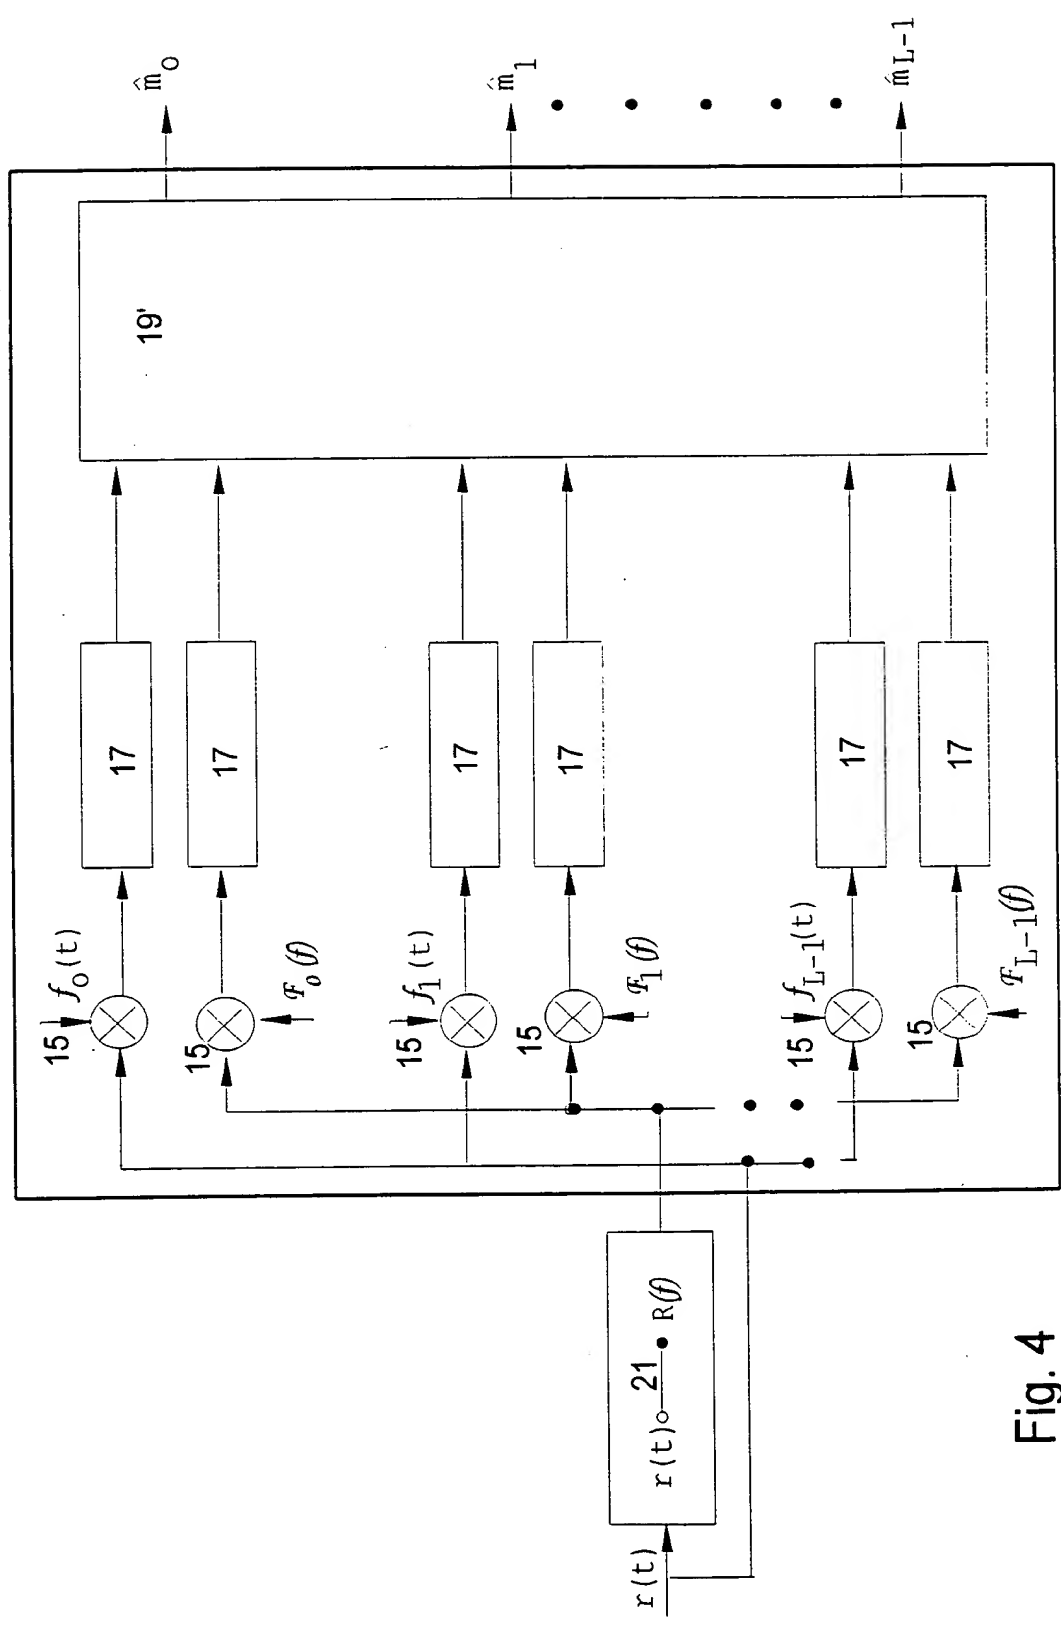 m̂0
m̂1
m̂L-1
19'
17
17
17
17
17
17
f0(t)
15
15
F0(f)
f1(t)
15
15
F1(f)
fL-1(t)
15
15
FL-1(f)
r(t) 21 R(f)
r(t)
Fig. 4